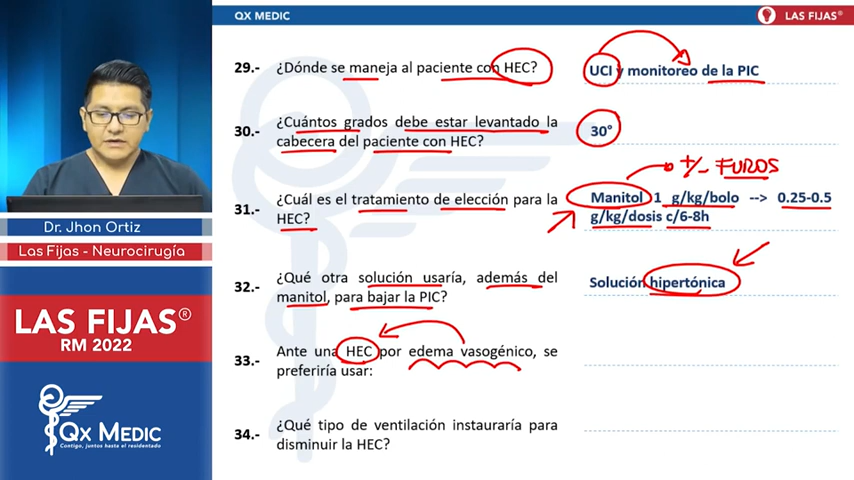 QX MEDIC
LAS FIJAS®
29.- ¿Dónde se maneja al paciente con HEC? UCI y monitoreo de la PIC
30.- ¿Cuántos grados debe estar levantado la
cabecera del paciente con HEC?
30°
+/- FUROS
31.- ¿Cuál es el tratamiento de elección para la
HEC?
Manitol 1 g/kg/bolo --> 0.25-0.5
g/kg/dosis c/6-8h
32.- ¿Qué otra solución usaría, además del
manitol, para bajar la PIC?
Solución hipertónica
33.- Ante una HEC por edema vasogénico, se
preferiría usar:
34.- ¿Qué tipo de ventilación instauraría para
disminuir la HEC?
Dr. Jhon Ortiz
Las Fijas - Neurocirugía
LAS FIJAS®
RM 2022
QX MEDIC
Contigo, juntos hasta el residentado